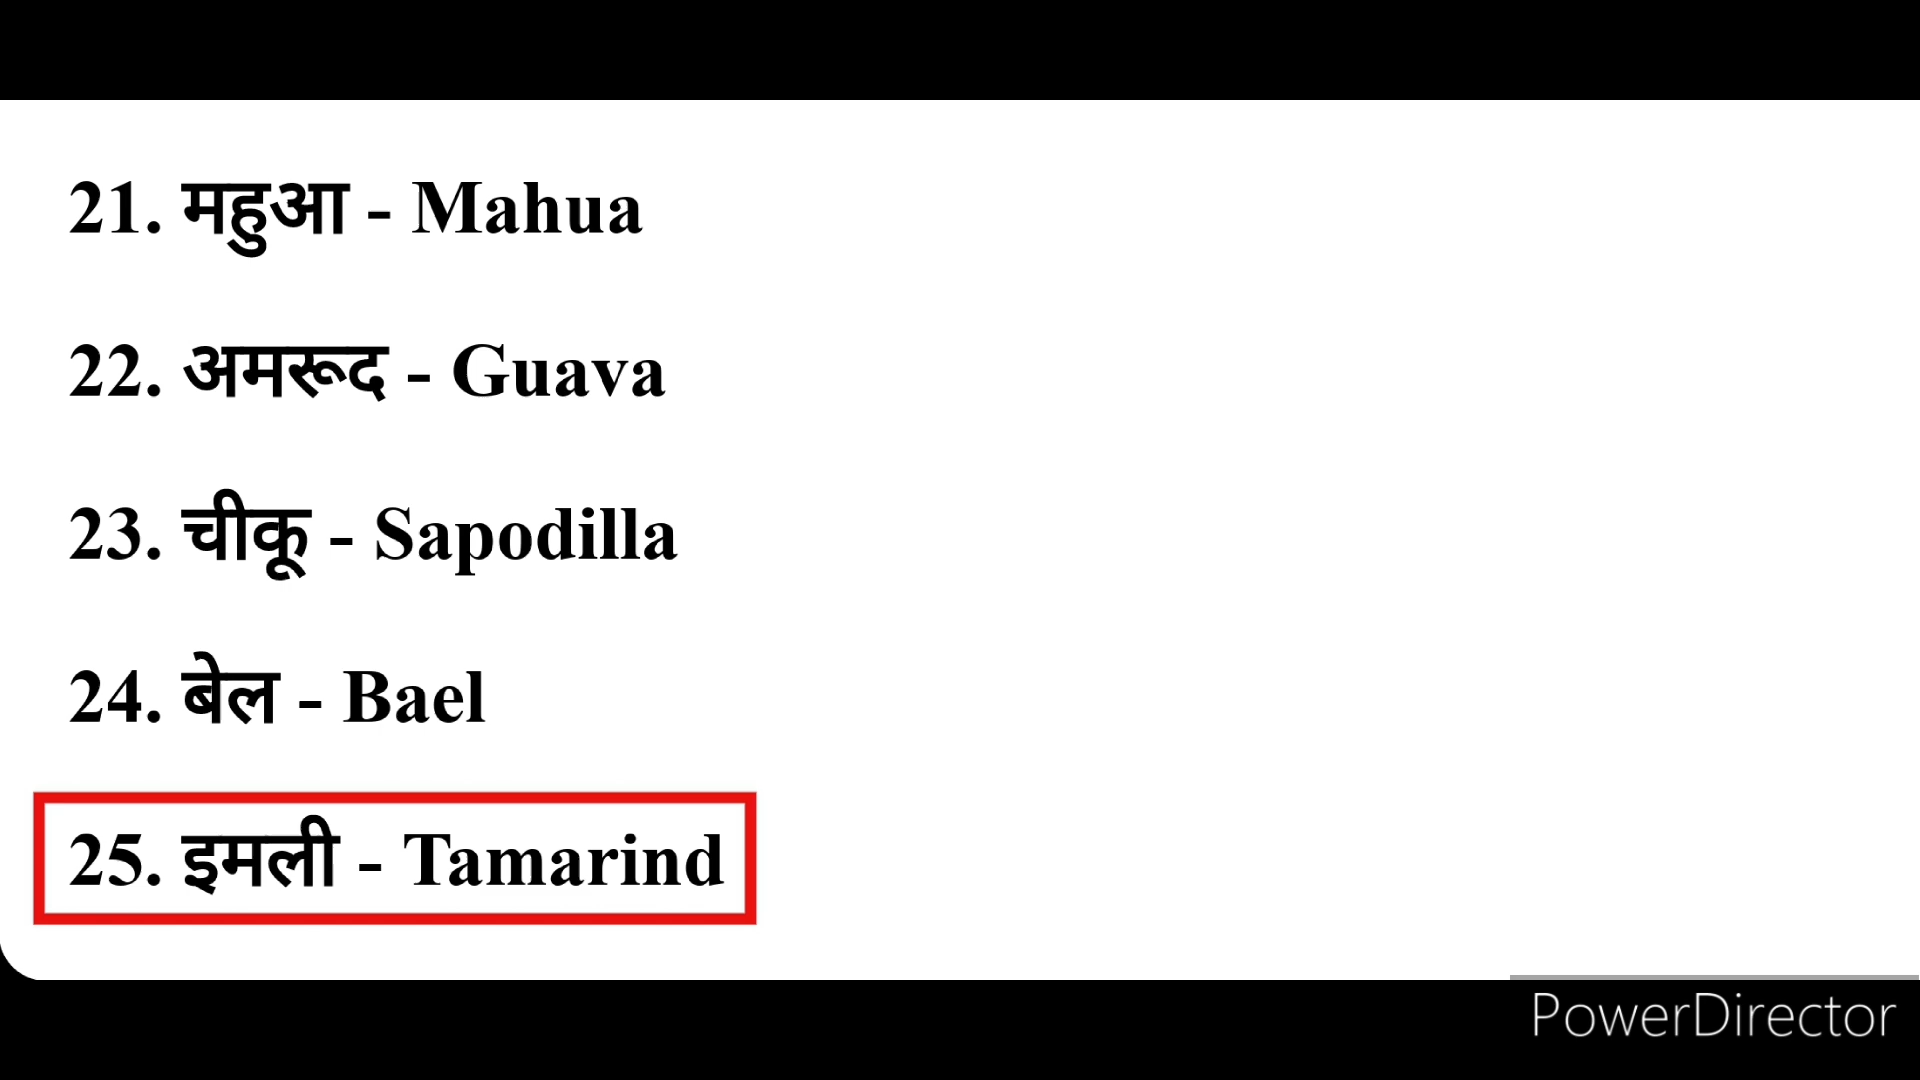 21. महुआ - Mahua
22. अमरूद - Guava
23. चीकू - Sapodilla
24. बेल - Bael
25. इमली - Tamarind
PowerDirector